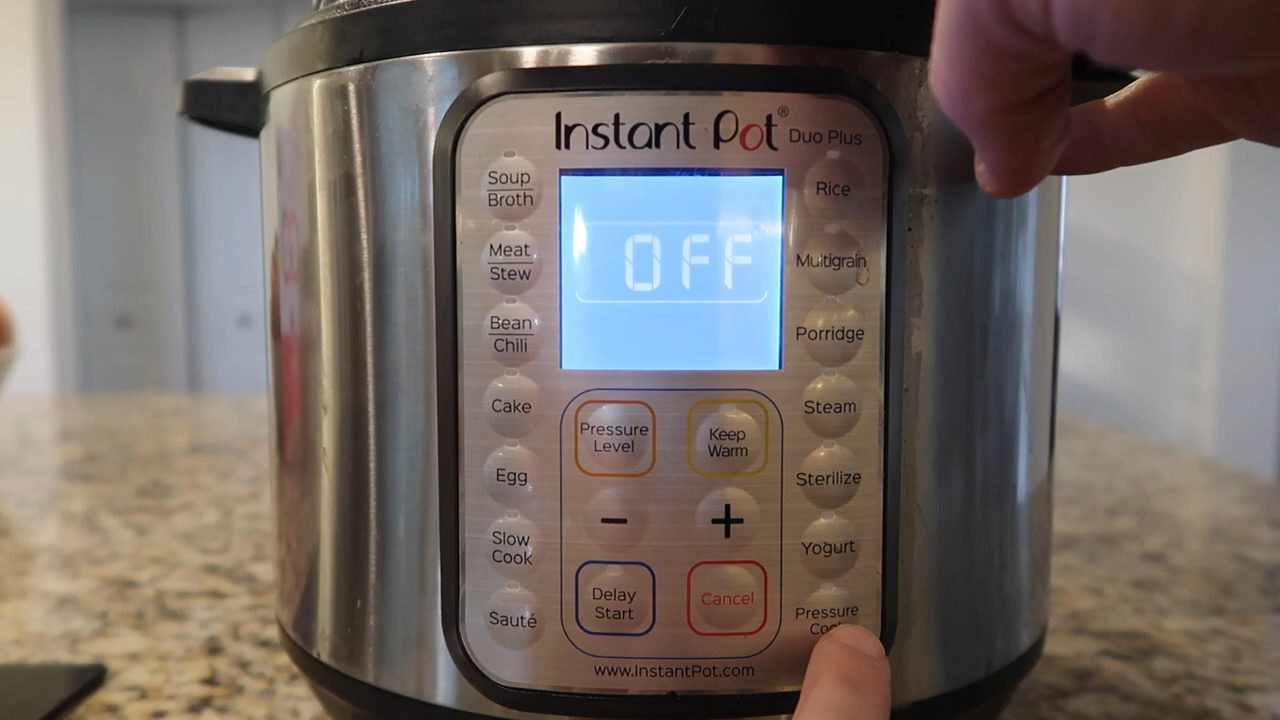 Instant Pot® Duo Plus
Soup
Broth
Meat
Stew
Bean
Chili
Cake
Egg
Slow
Cook
Sauté
OFF
Pressure
Level
Keep
Warm
−
+
Delay
Start
Cancel
www.InstantPot.com
Rice
Multigrain
Porridge
Steam
Sterilize
Yogurt
Pressure
Cook